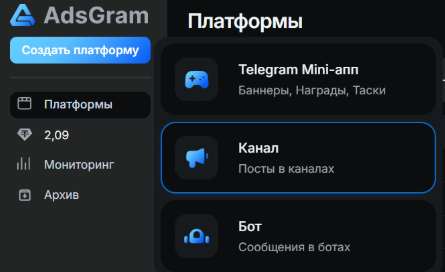 AdsGram
Создать платформу
Платформы
2,09
Мониторинг
Архив
Платформы
Telegram Mini-апп
Баннеры, Награды, Таски
Канал
Посты в каналах
Бот
Сообщения в ботах